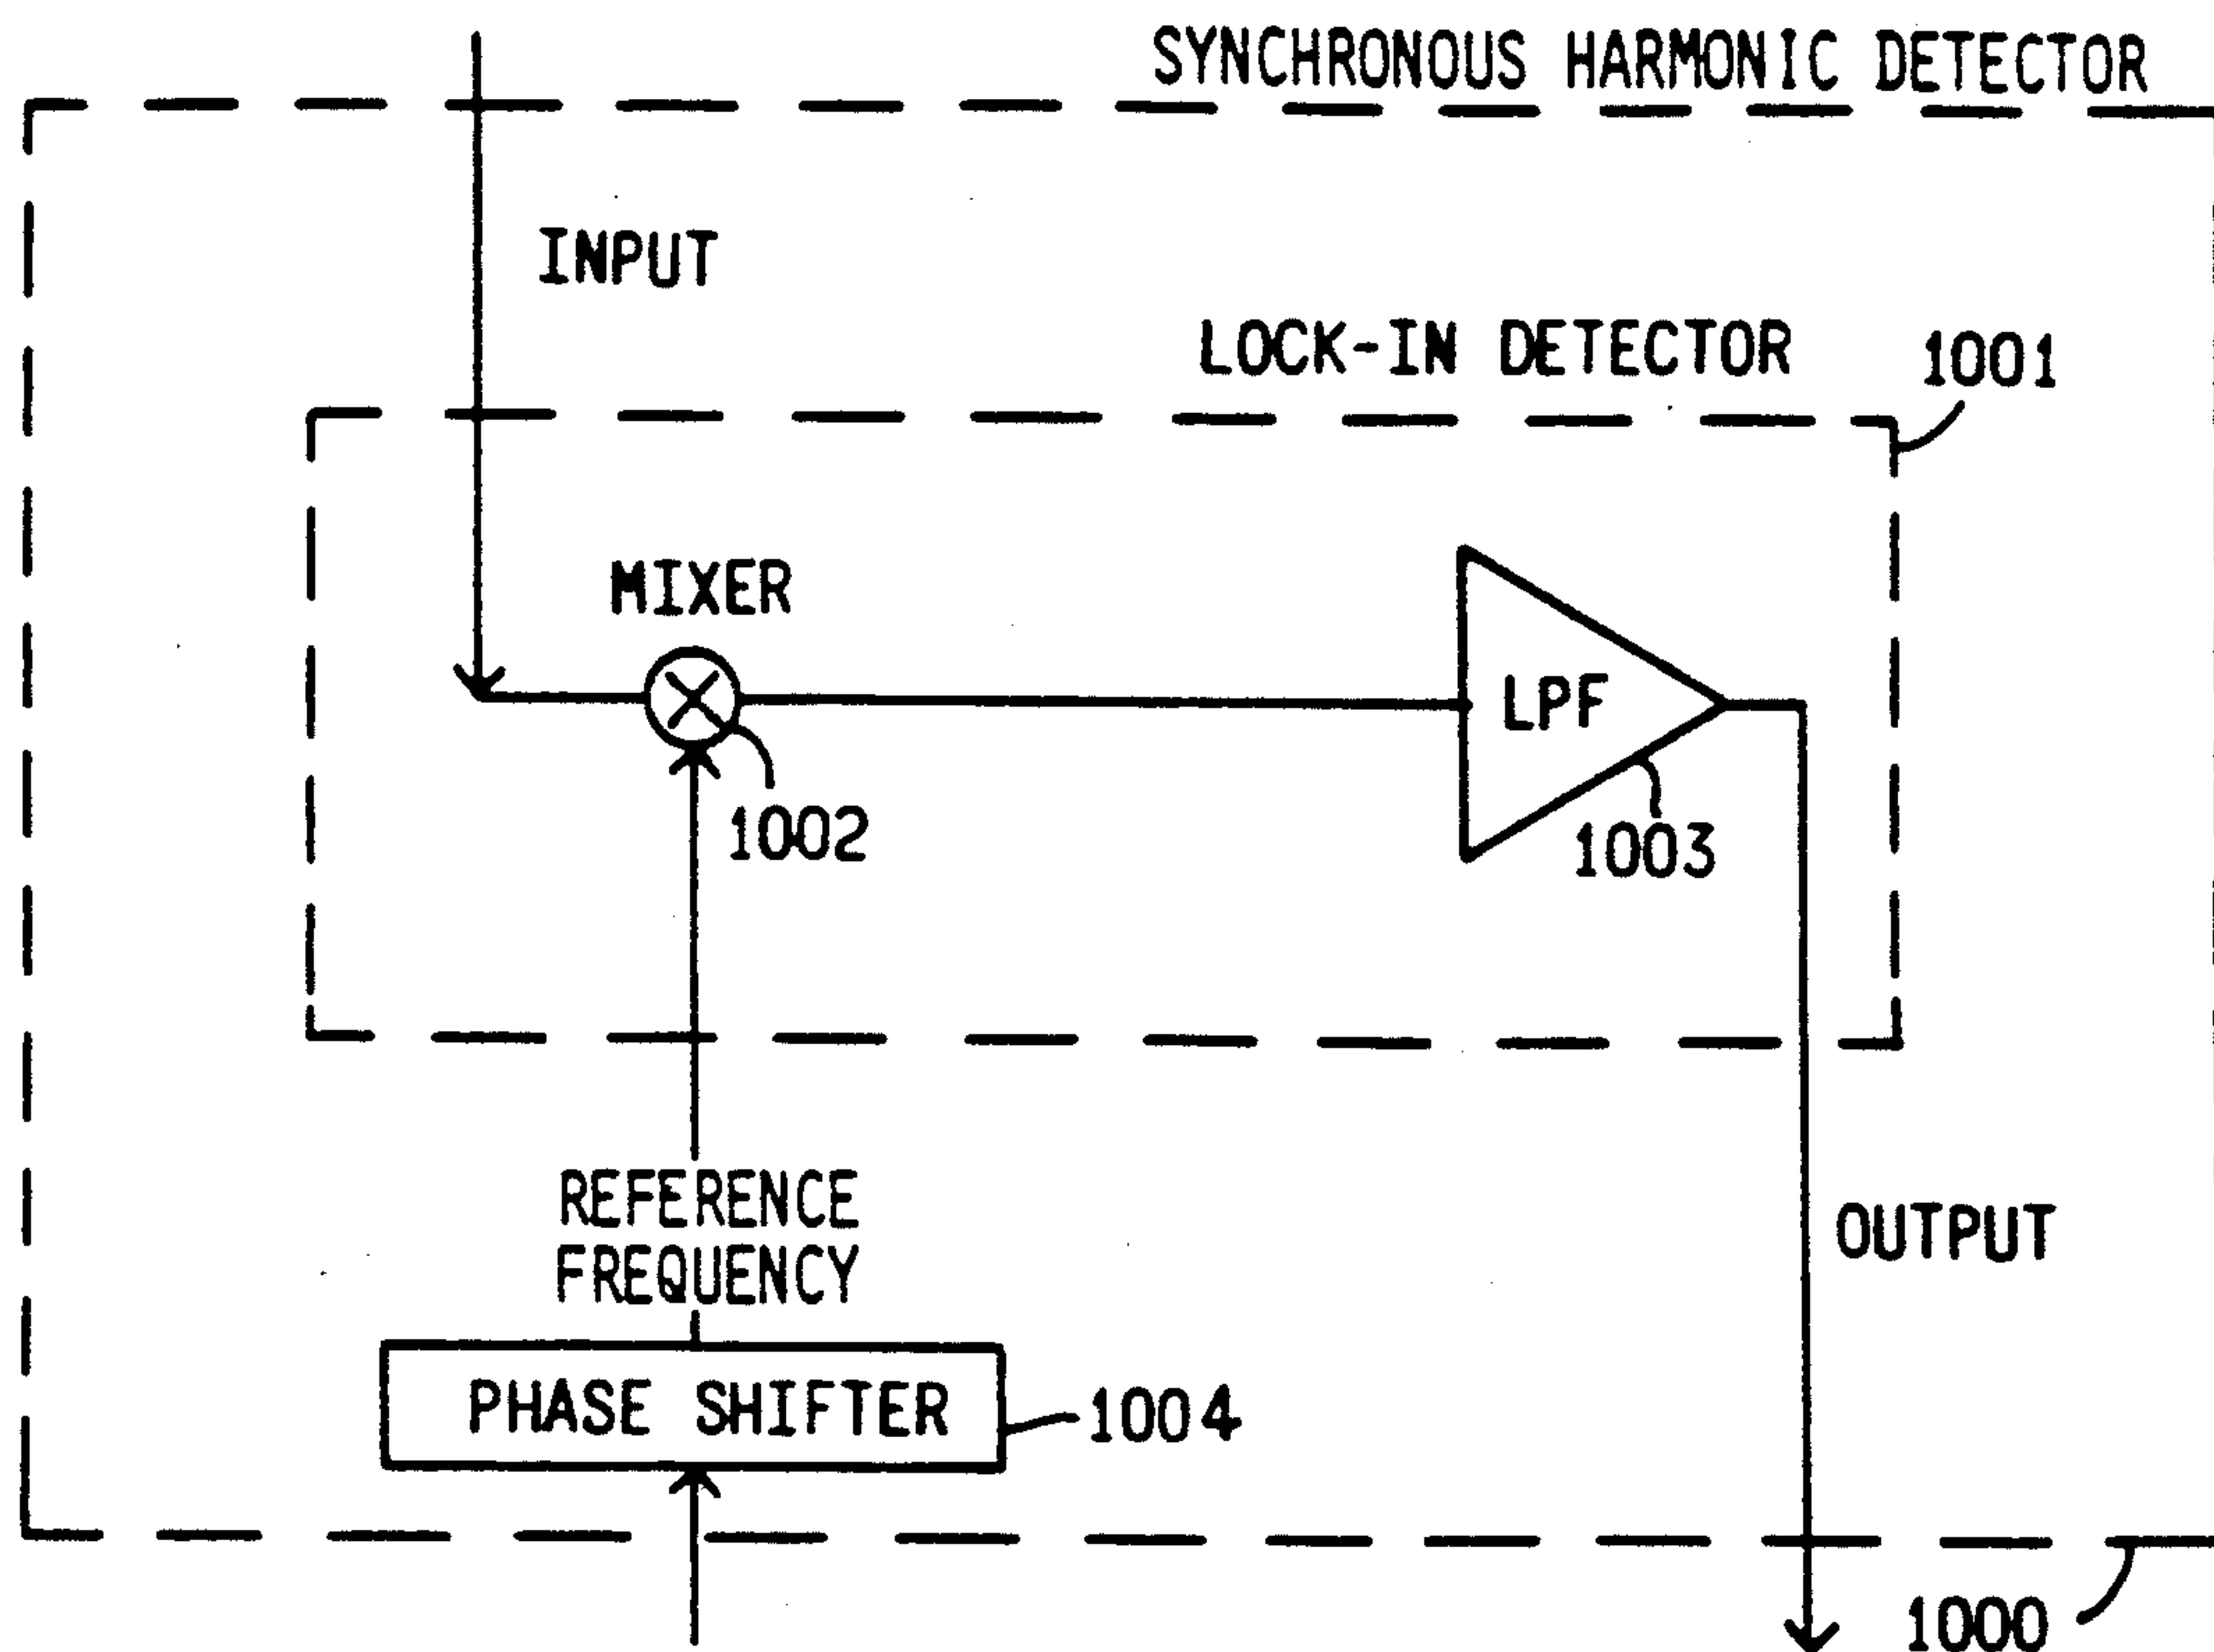 SYNCHRONOUS HARMONIC DETECTOR
INPUT
LOCK-IN DETECTOR
1001
MIXER
LPF
1002
1003
REFERENCE
FREQUENCY
OUTPUT
PHASE SHIFTER
1004
1000